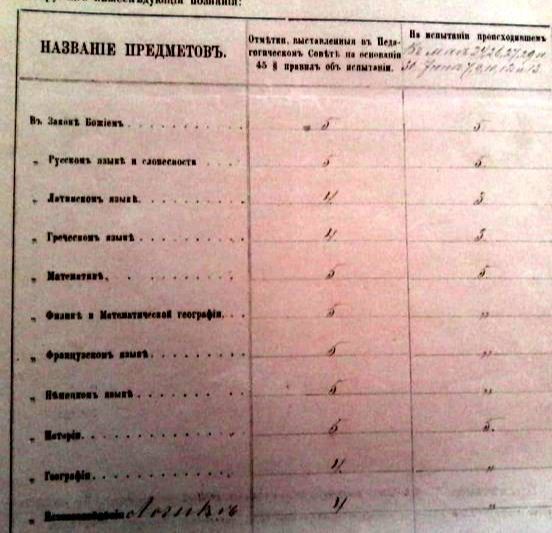 нижеслѣдующія познанія:
НАЗВАНІЕ ПРЕДМЕТОВЪ.
Отмѣтки, выставленныя въ Педа-
гогическомъ Совѣтѣ на основаніи
45 § правилъ объ испытаніи.
На испытаніи происходившемъ
Въ Законѣ Божіемъ 5 5
„ Русскомъ языкѣ и словесности 5 5.
„ Латинскомъ языкѣ. 4 3
„ Греческомъ языкѣ 4 3
„ Математикѣ. 5 5
„ Физикѣ и Математической географіи. 5 „
„ Французскомъ языкѣ. 5 „
„ Нѣмецкомъ языкѣ 5 „
„ Исторіи. 5 5.
„ Географіи 4 „
„ Логикѣ 4 „